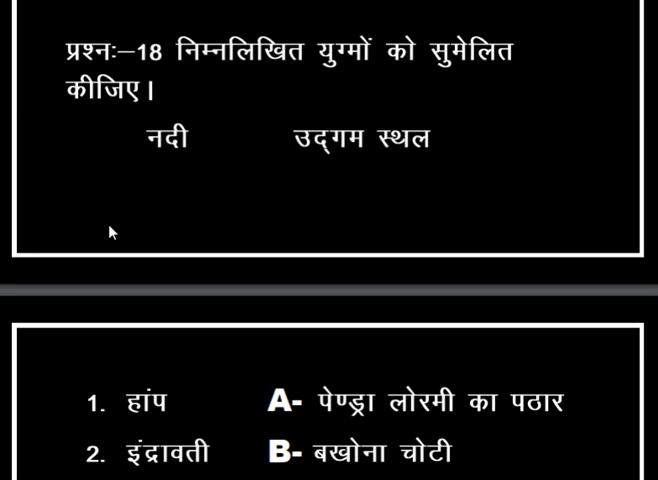 प्रश्न:–18 निम्नलिखित युग्मों को सुमेलित
कीजिए।
नदी उद्गम स्थल
1. हांप A- पेण्ड्रा लोरमी का पठार
2. इंद्रावती B- बखोना चोटी